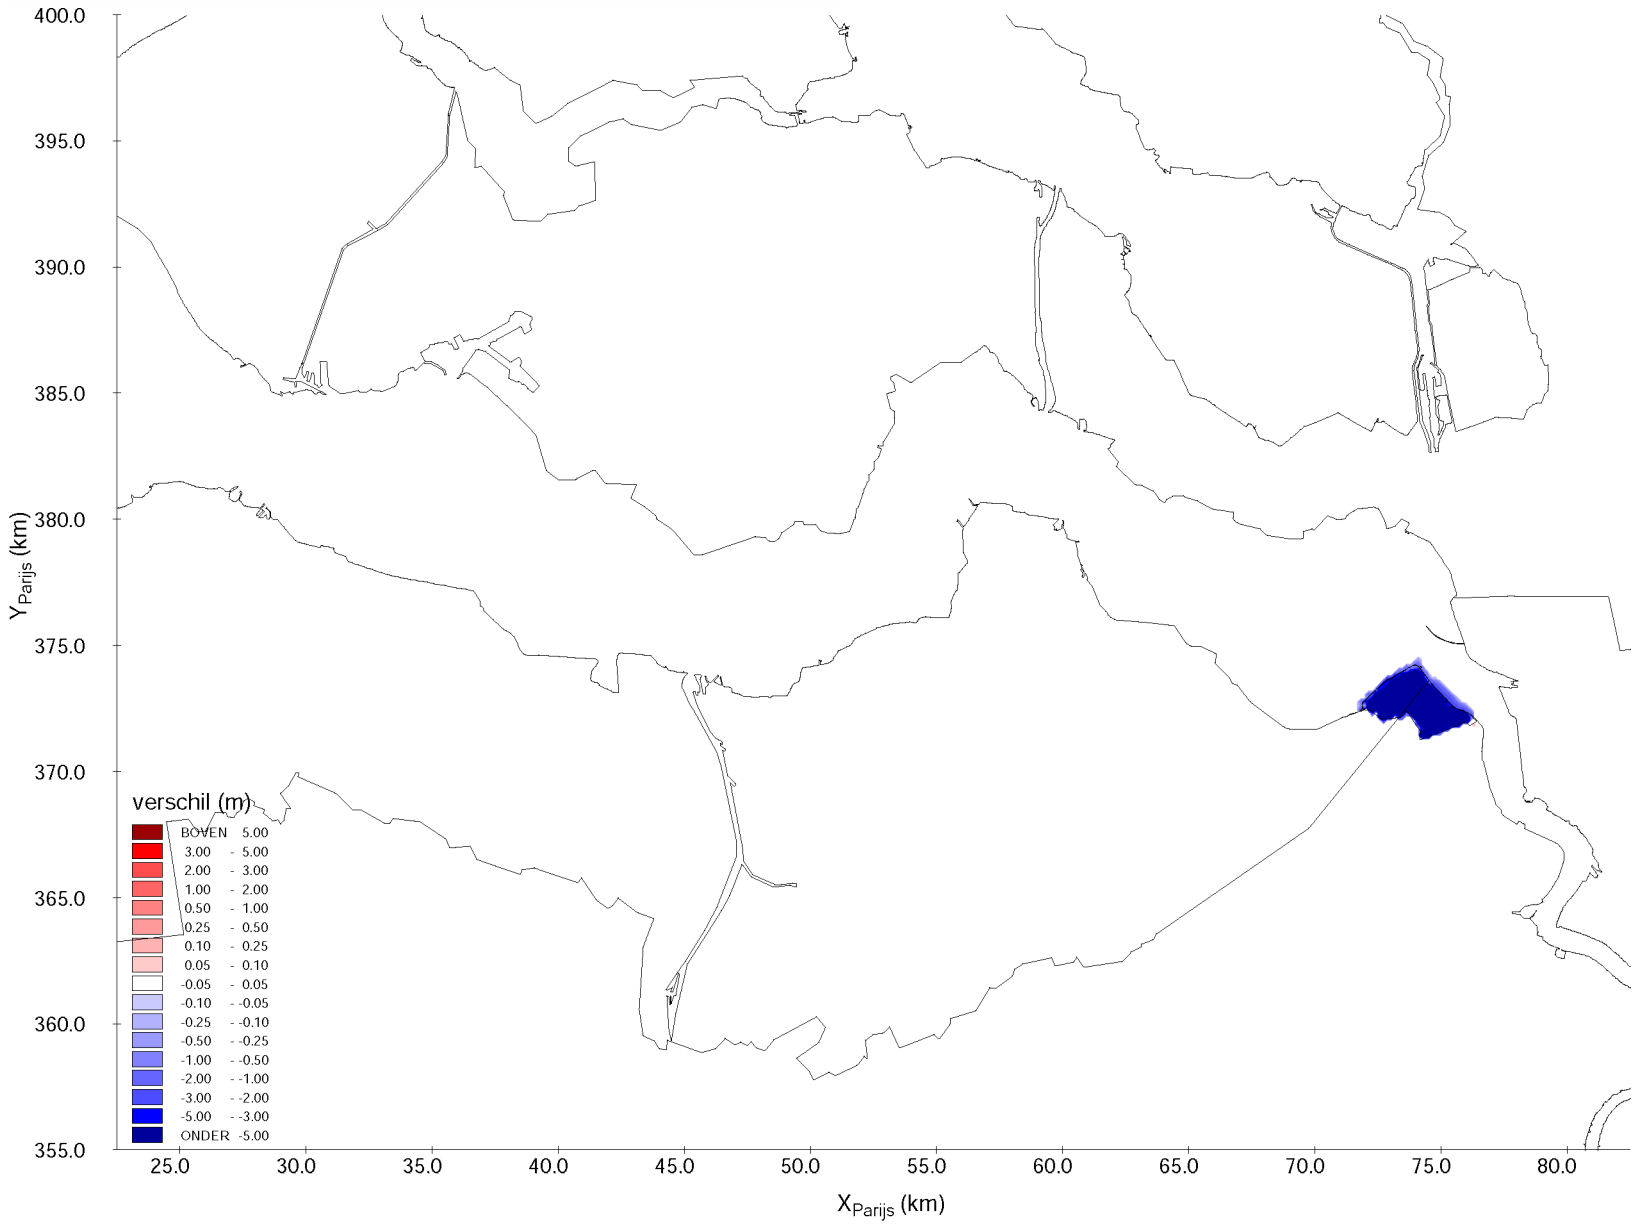 400.0
395.0
390.0
385.0
380.0
375.0
370.0
365.0
360.0
355.0
Y Parijs (km)
verschil (m)
BOVEN 5.00
3.00 - 5.00
2.00 - 3.00
1.00 - 2.00
0.50 - 1.00
0.25 - 0.50
0.10 - 0.25
0.05 - 0.10
-0.05 - 0.05
-0.10 - -0.05
-0.25 - -0.10
-0.50 - -0.25
-1.00 - -0.50
-2.00 - -1.00
-3.00 - -2.00
-5.00 - -3.00
ONDER -5.00
25.0 30.0 35.0 40.0 45.0 50.0 55.0 60.0 65.0 70.0 75.0 80.0
X Parijs (km)